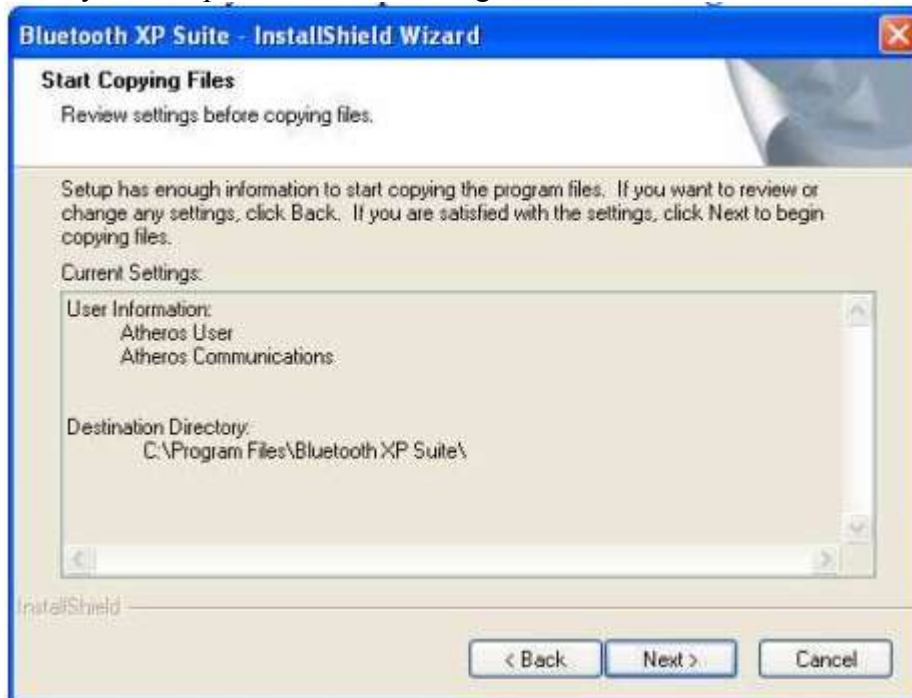 Bluetooth XP Suite - InstallShield Wizard
Start Copying Files
Review settings before copying files.
Setup has enough information to start copying the program files. If you want to review or
change any settings, click Back. If you are satisfied with the settings, click Next to begin
copying files.
Current Settings:
User Information:
Atheros User
Atheros Communications
Destination Directory:
C:\Program Files\Bluetooth XP Suite\
InstallShield
< Back
Next >
Cancel